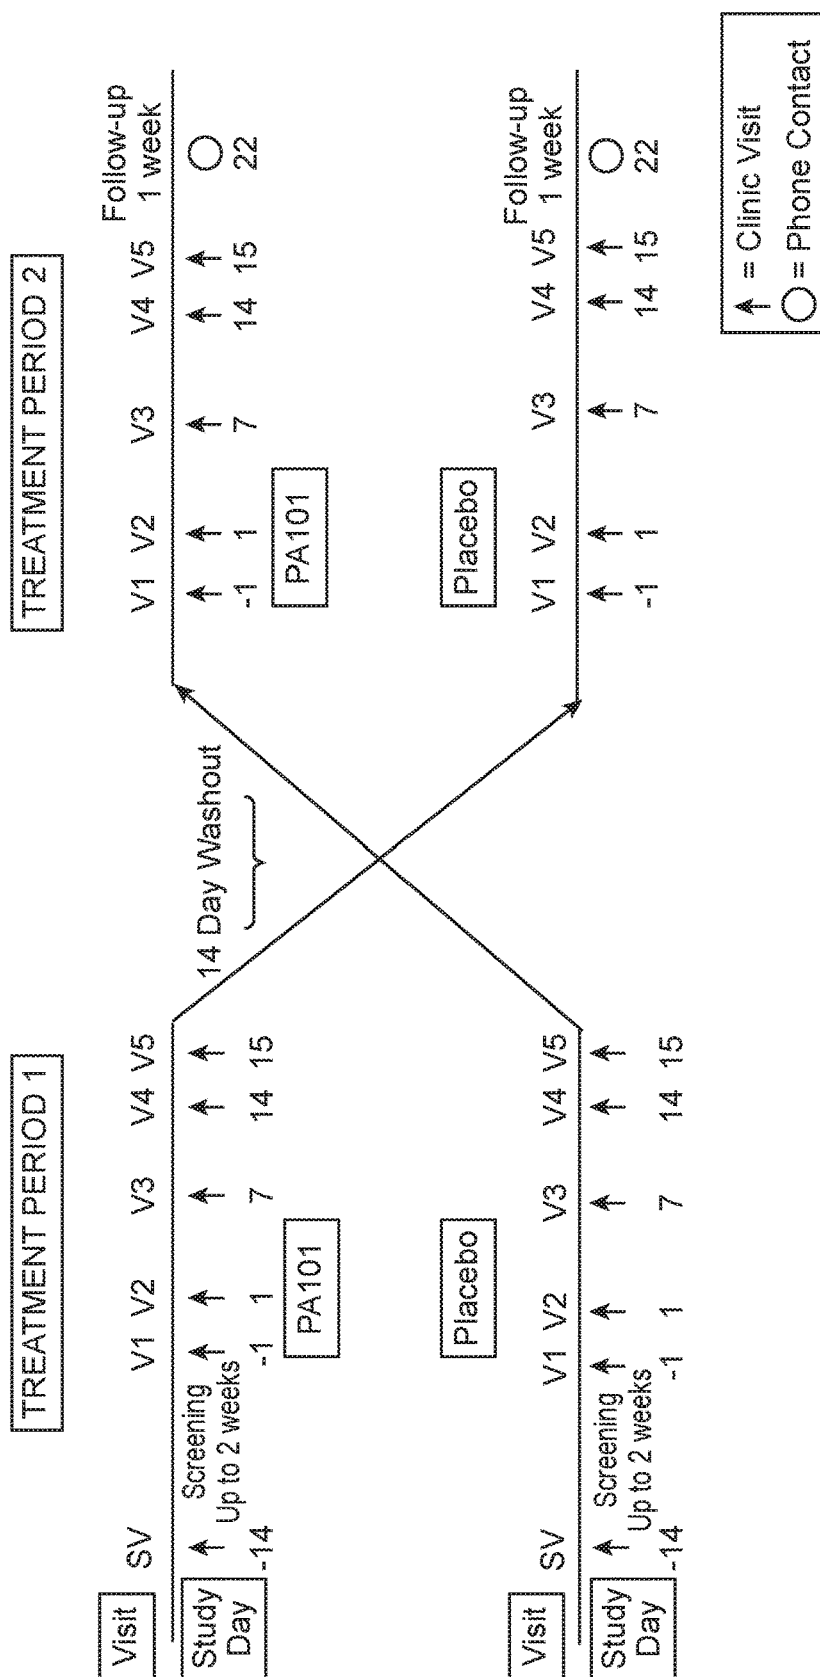 TREATMENT PERIOD 1
TREATMENT PERIOD 2
Visit
SV
V1
V2
V3
V4
V5
Study
Day
-14
Screening
Up to 2 weeks
-1
1
7
14
15
PA101
14 Day Washout
V1
V2
V3
V4
V5
Follow-up
1 week
-1
1
7
14
15
22
PA101
Placebo
Visit
SV
V1
V2
V3
V4
V5
Study
Day
-14
Screening
Up to 2 weeks
-1
1
7
14
15
Placebo
V1
V2
V3
V4
V5
Follow-up
1 week
-1
1
7
14
15
22
= Clinic Visit
= Phone Contact